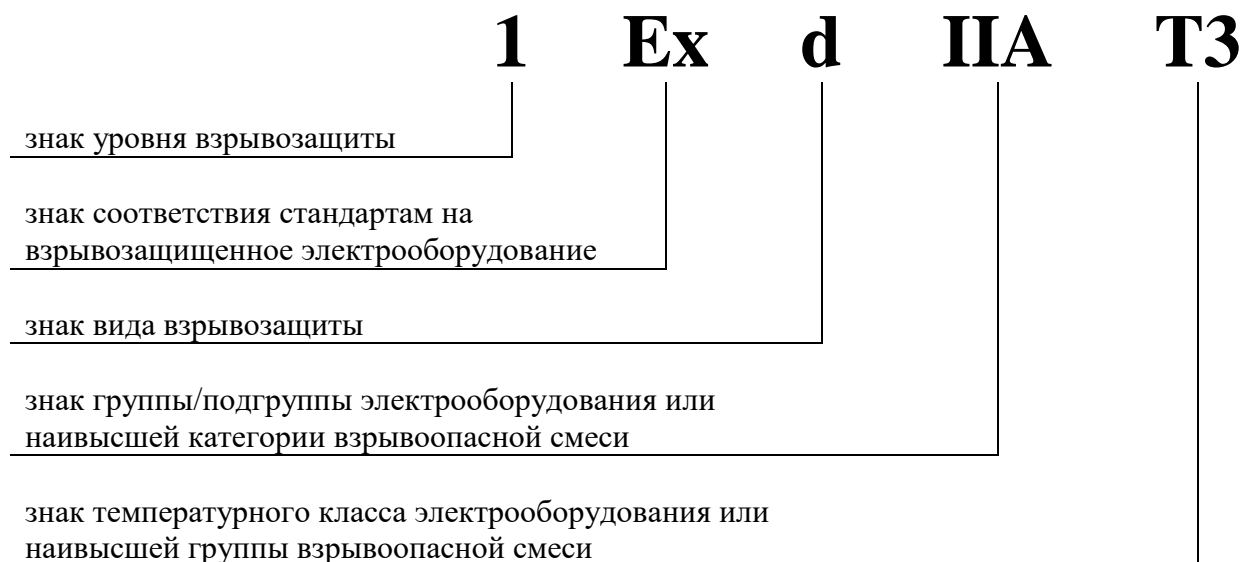 1 Ex d IIA T3
знак уровня взрывозащиты
знак соответствия стандартам на
взрывозащищенное электрооборудование
знак вида взрывозащиты
знак группы/подгруппы электрооборудования или
наивысшей категории взрывоопасной смеси
знак температурного класса электрооборудования или
наивысшей группы взрывоопасной смеси